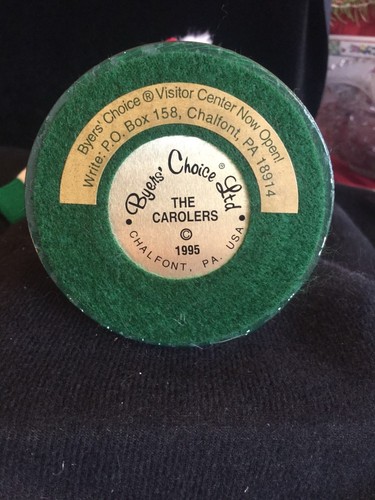 Byers' Choice ® Visitor Center Now Open!
Write: P.O. Box 158, Chalfont, PA 18914
Byers' Choice® Ltd
THE
CAROLERS
©
1995
• CHALFONT, PA. USA •